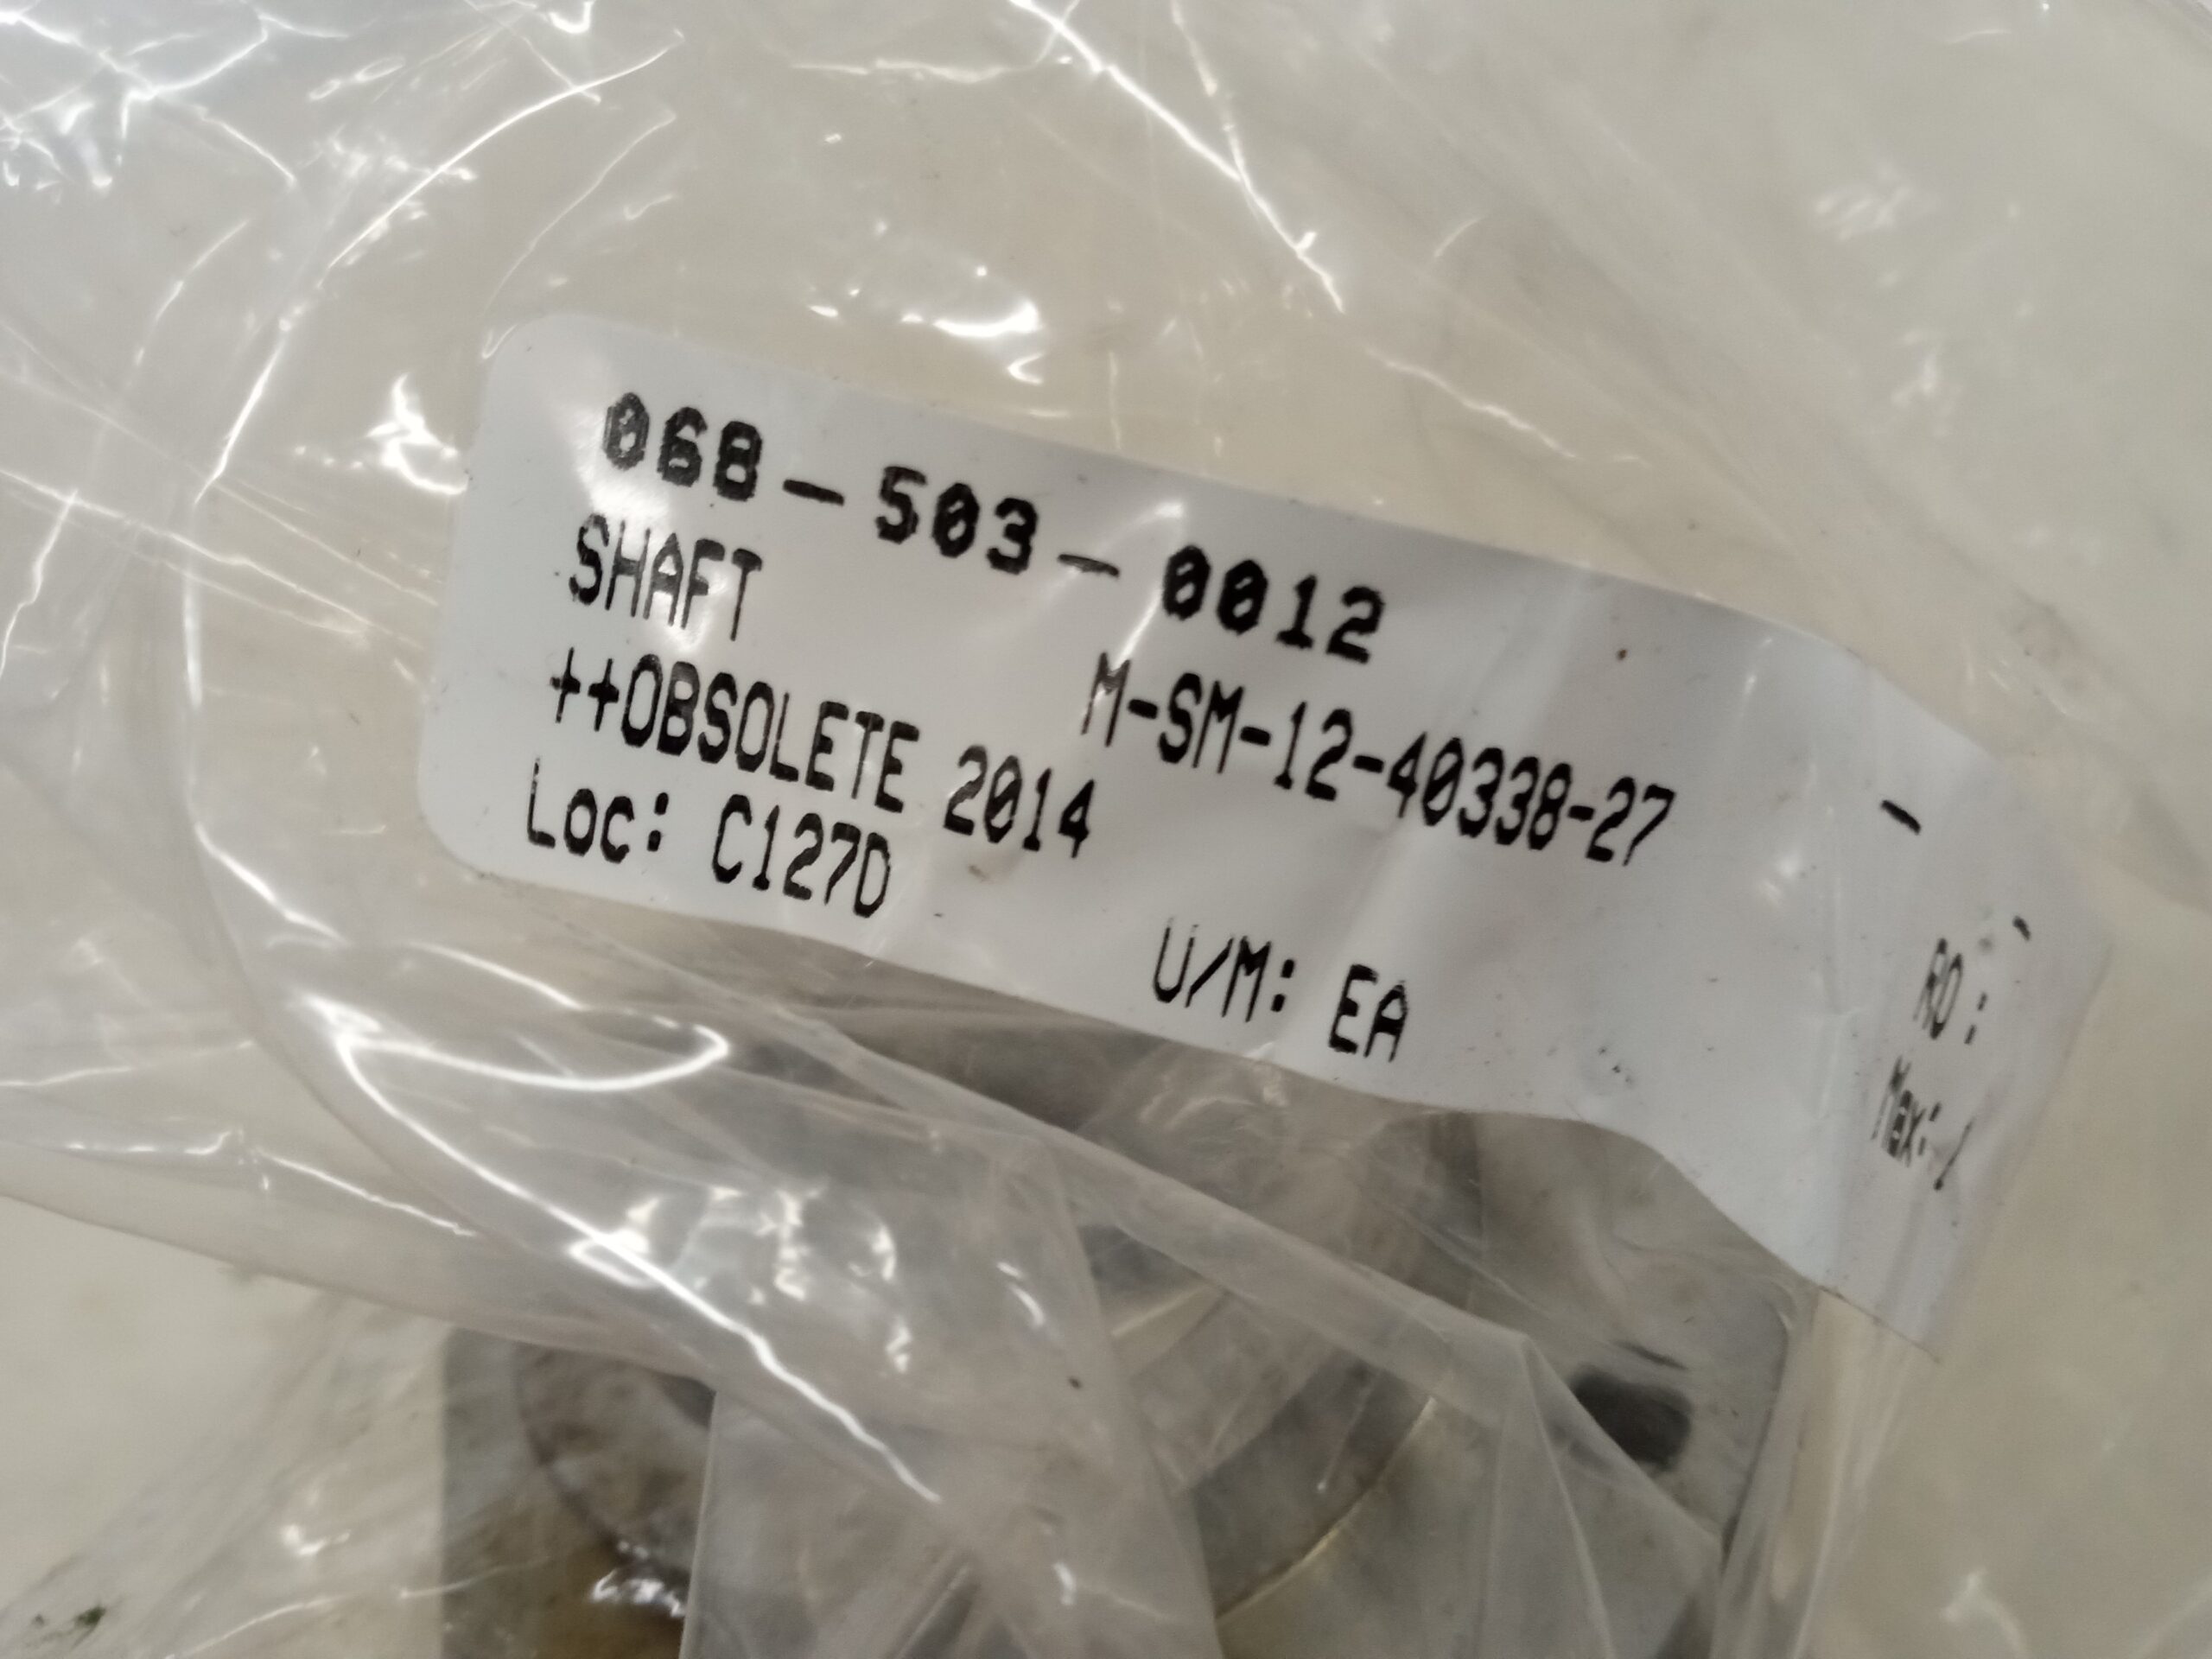 068-503-0012
SHAFT M-SM-12-40338-27 -
++OBSOLETE 2014
Loc: C127D U/M: EA
RO:
Max: